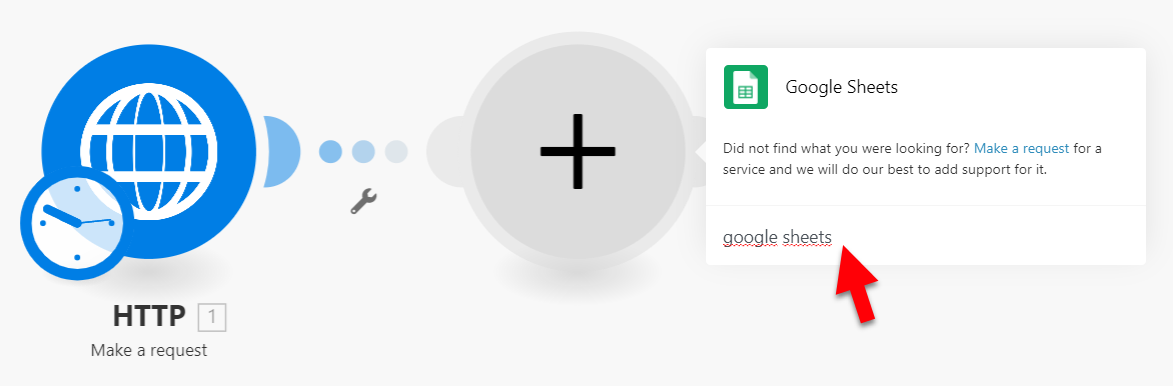 Google Sheets
Did not find what you were looking for? Make a request for a
service and we will do our best to add support for it.
google sheets
HTTP 1
Make a request